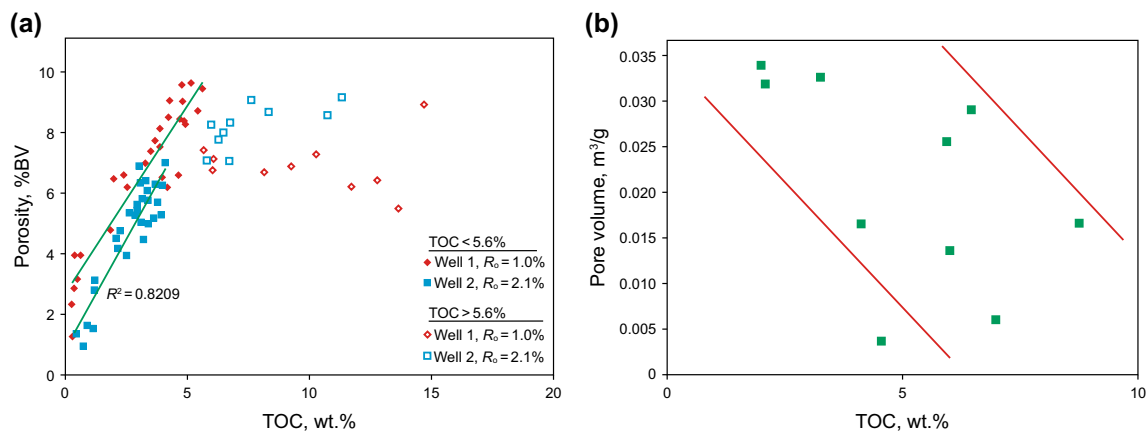 (a)
10
8
6
4
2
0
Porosity, %BV
R² = 0.8209
TOC < 5.6%
Well 1, Rₒ = 1.0%
Well 2, Rₒ = 2.1%
TOC > 5.6%
Well 1, Rₒ = 1.0%
Well 2, Rₒ = 2.1%
0 5 10 15 20
TOC, wt.%
(b)
0.035
0.030
0.025
0.020
0.015
0.010
0.005
0
Pore volume, m³/g
5 10
TOC, wt.%